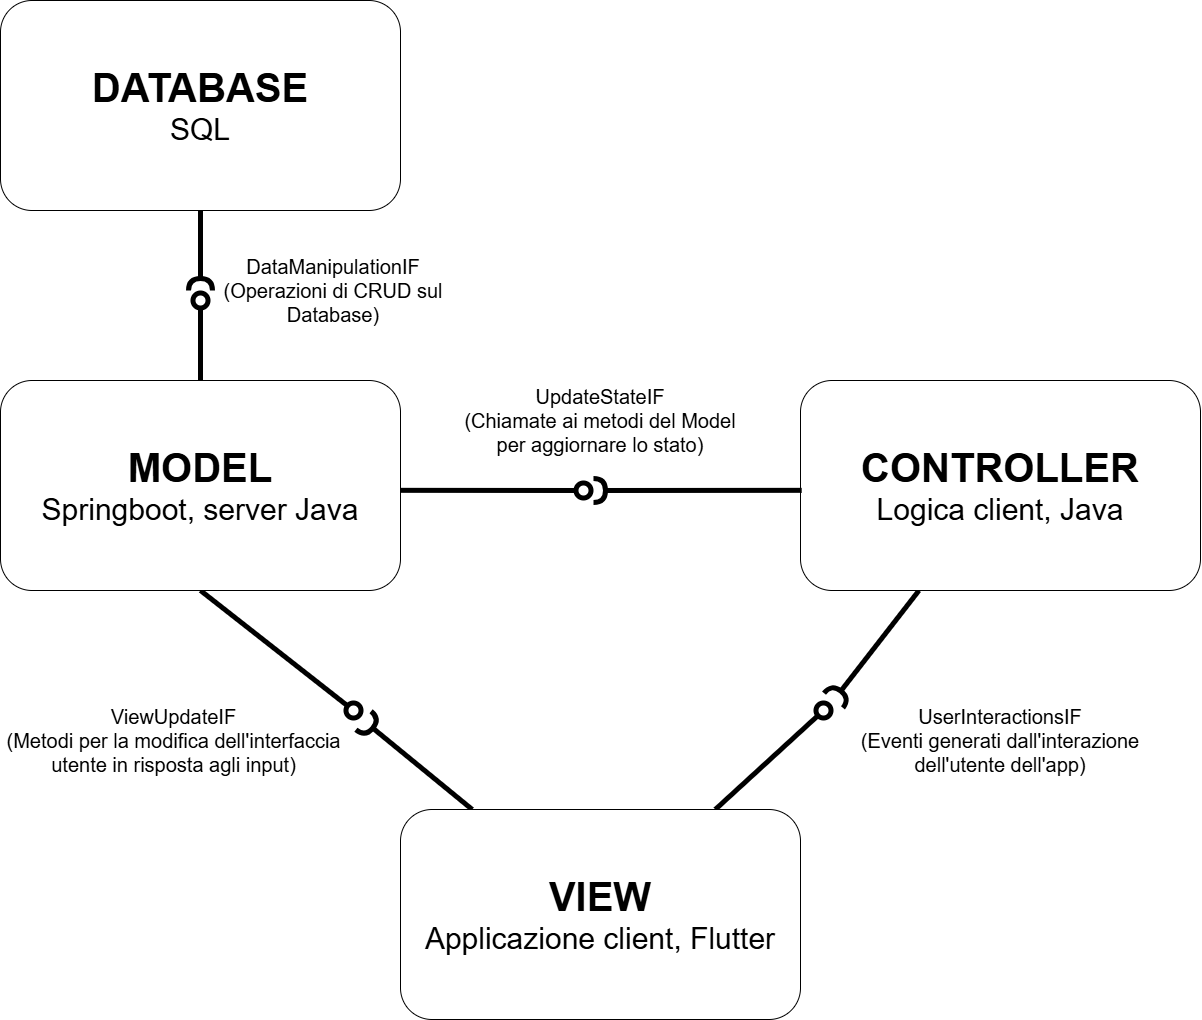 DATABASE
SQL
DataManipulationIF
(Operazioni di CRUD sul
Database)
UpdateStateIF
(Chiamate ai metodi del Model
per aggiornare lo stato)
MODEL
Springboot, server Java
CONTROLLER
Logica client, Java
ViewUpdateIF
(Metodi per la modifica dell'interfaccia
utente in risposta agli input)
UserInteractionsIF
(Eventi generati dall'interazione
dell'utente dell'app)
VIEW
Applicazione client, Flutter